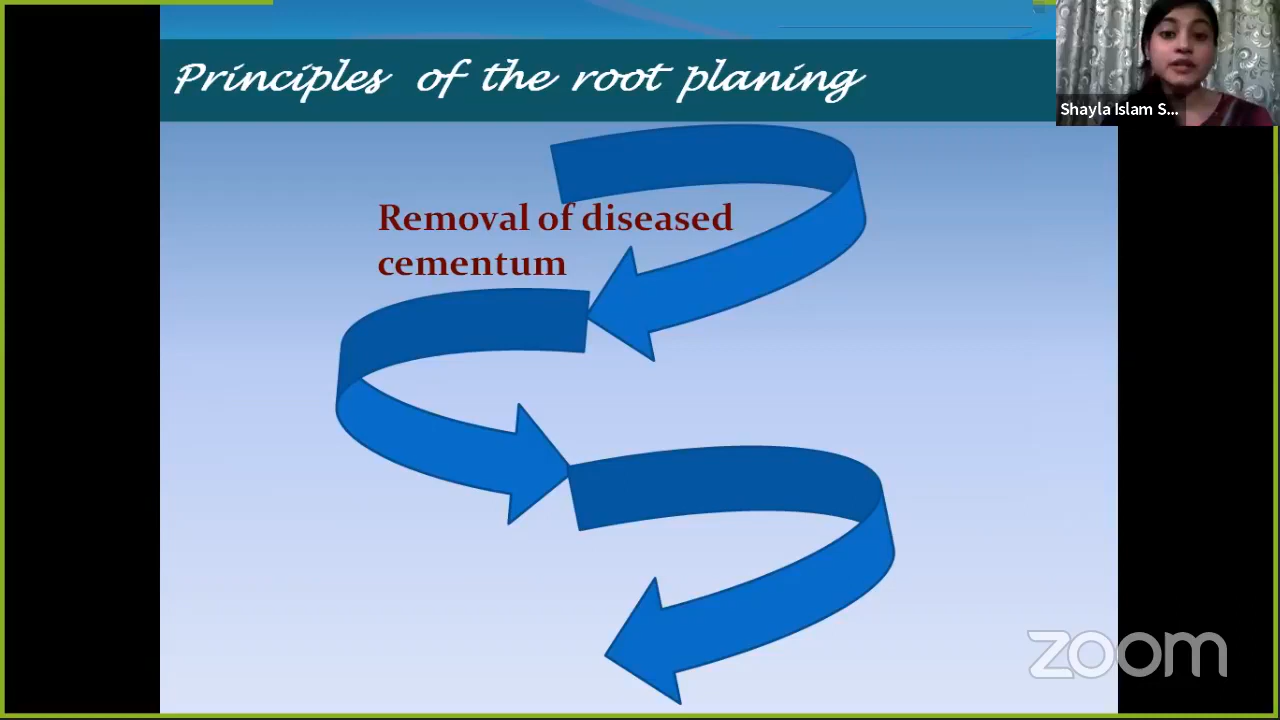 Principles of the root planing
Shayla Islam S...
Removal of diseased
cementum
zoom